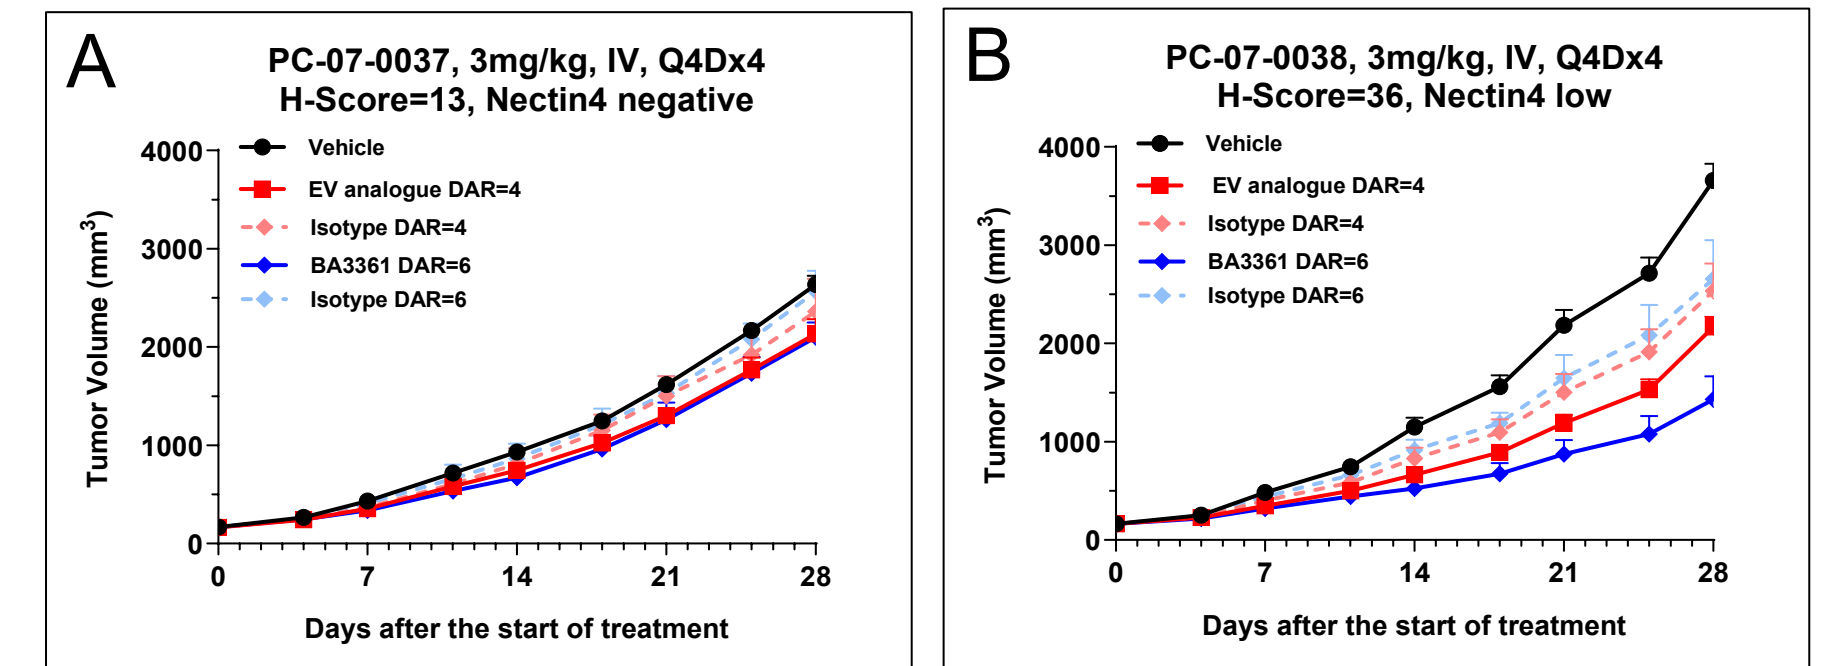 A
PC-07-0037, 3mg/kg, IV, Q4Dx4
H-Score=13, Nectin4 negative
Vehicle
EV analogue DAR=4
Isotype DAR=4
BA3361 DAR=6
Isotype DAR=6
Tumor Volume (mm³)
4000
3000
2000
1000
0
0 7 14 21 28
Days after the start of treatment
B
PC-07-0038, 3mg/kg, IV, Q4Dx4
H-Score=36, Nectin4 low
Vehicle
EV analogue DAR=4
Isotype DAR=4
BA3361 DAR=6
Isotype DAR=6
Tumor Volume (mm³)
4000
3000
2000
1000
0
0 7 14 21 28
Days after the start of treatment